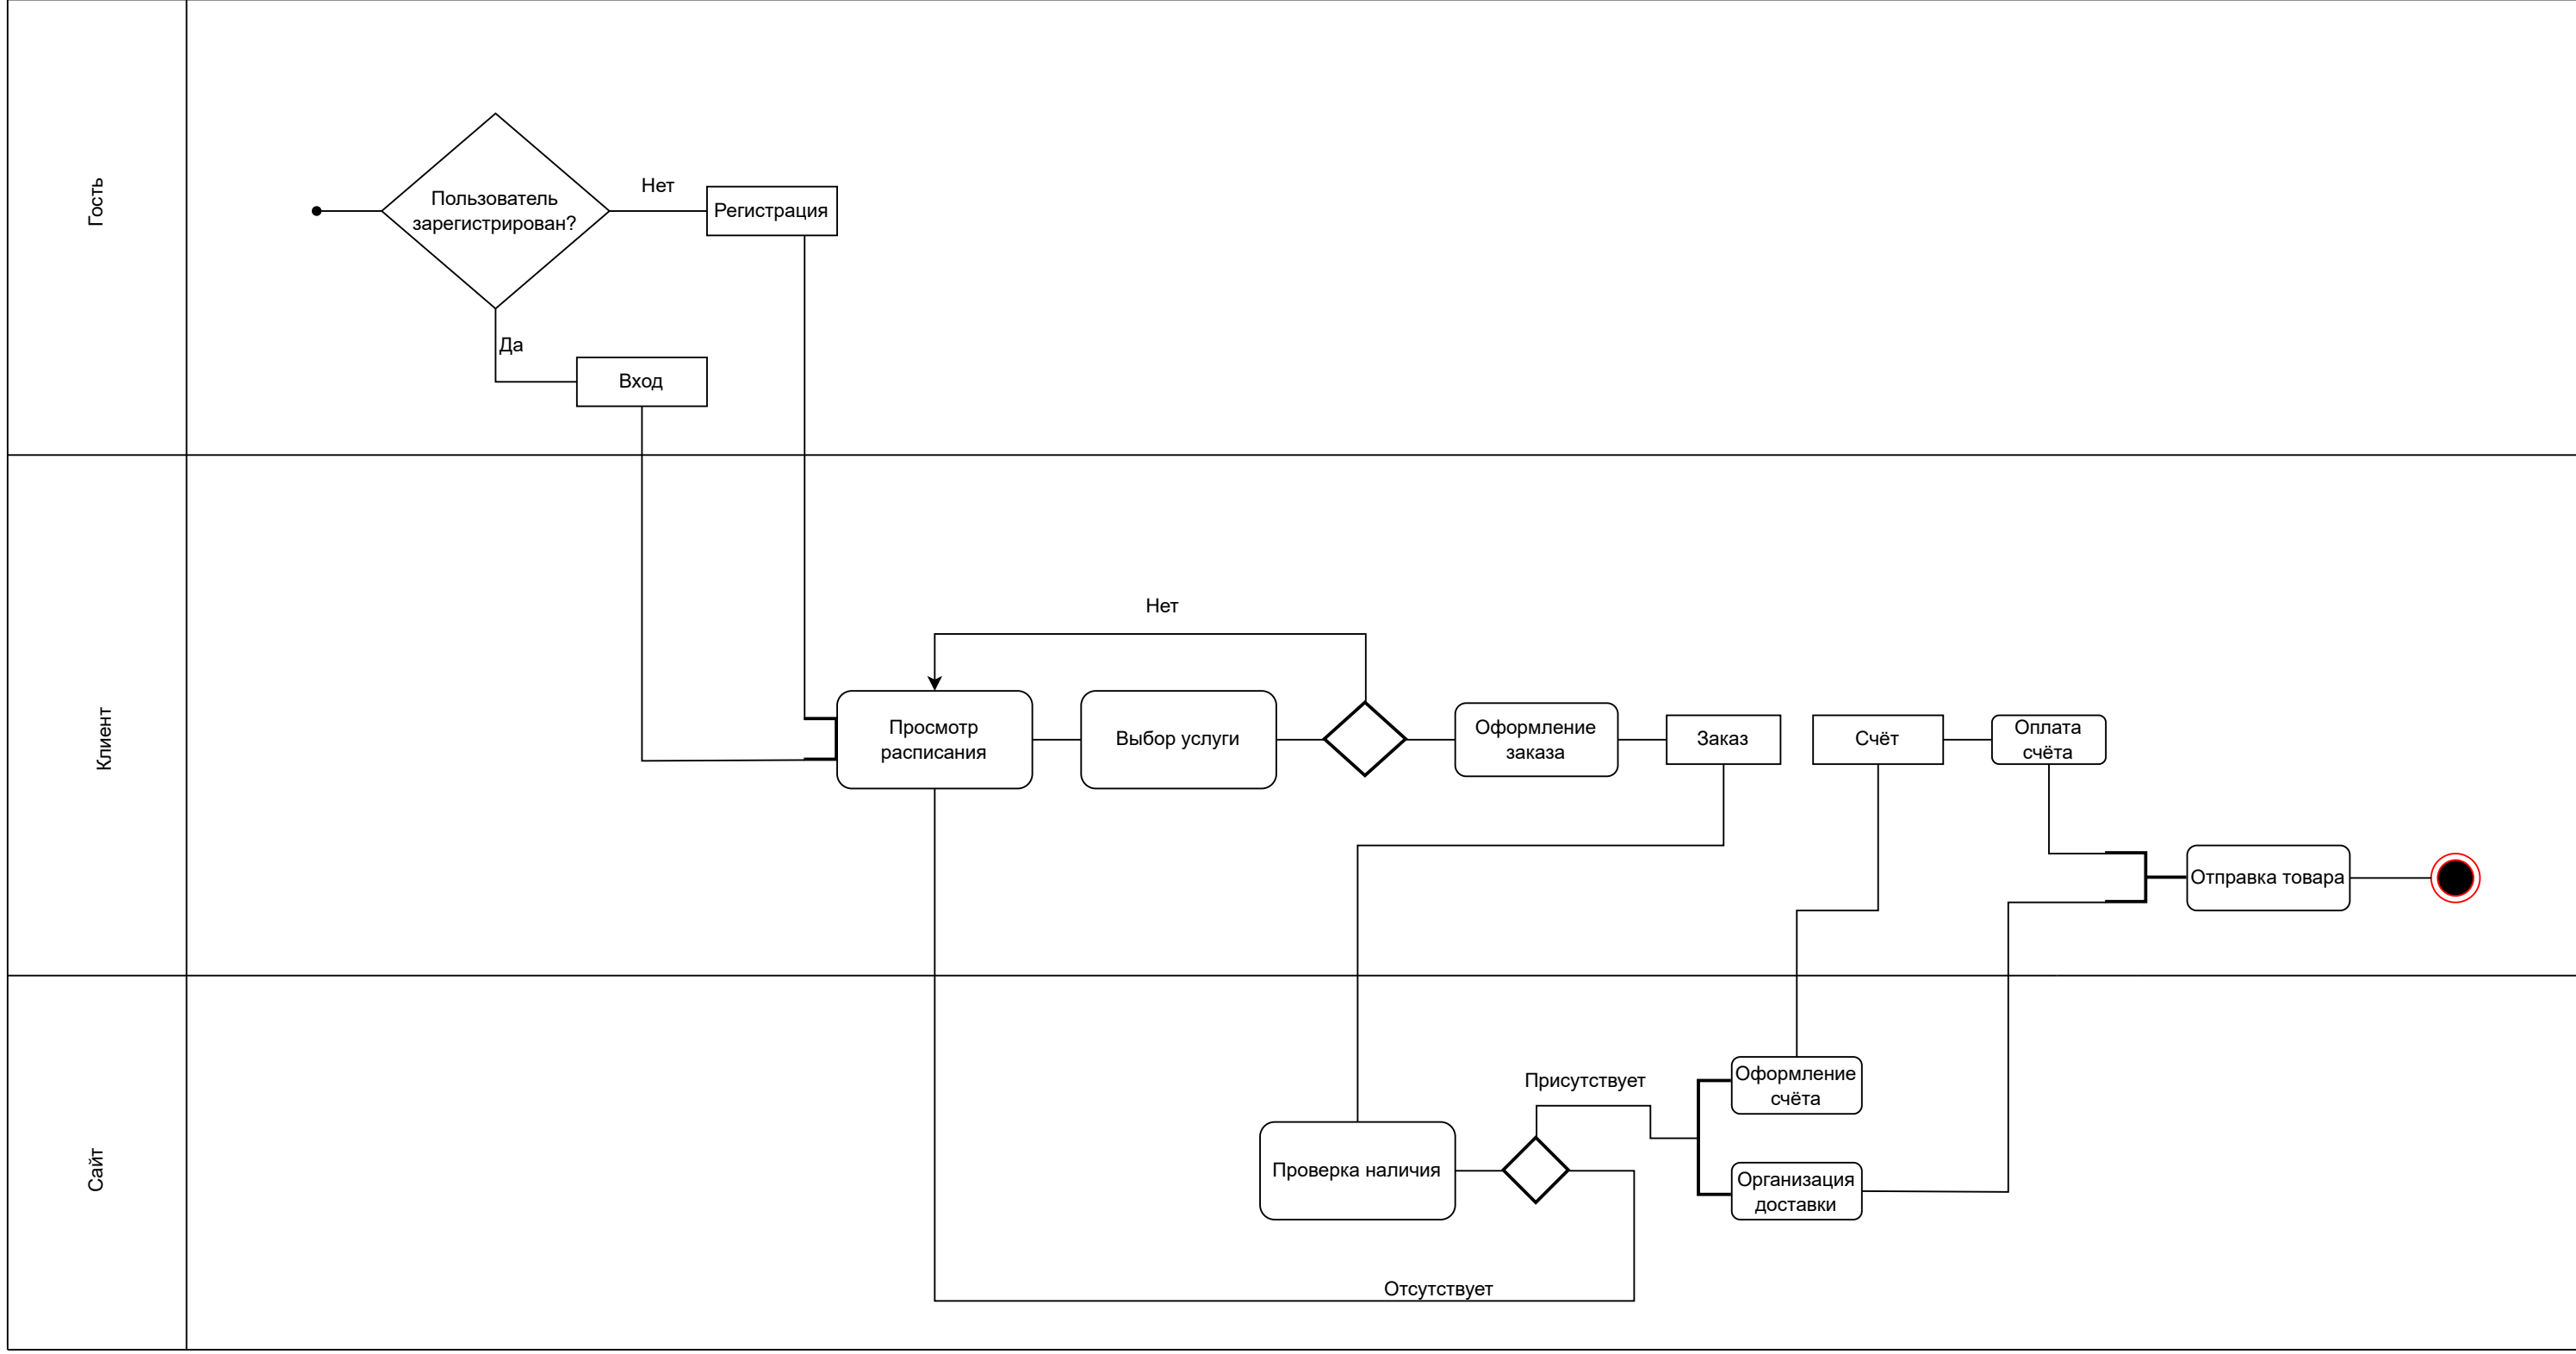 Гость
Пользователь
зарегистрирован?
Нет
Регистрация
Да
Вход
Клиент
Нет
Просмотр
расписания
Выбор услуги
Оформление
заказа
Заказ
Счёт
Оплата
счёта
Отправка товара
Сайт
Проверка наличия
Присутствует
Отсутствует
Оформление
счёта
Организация
доставки